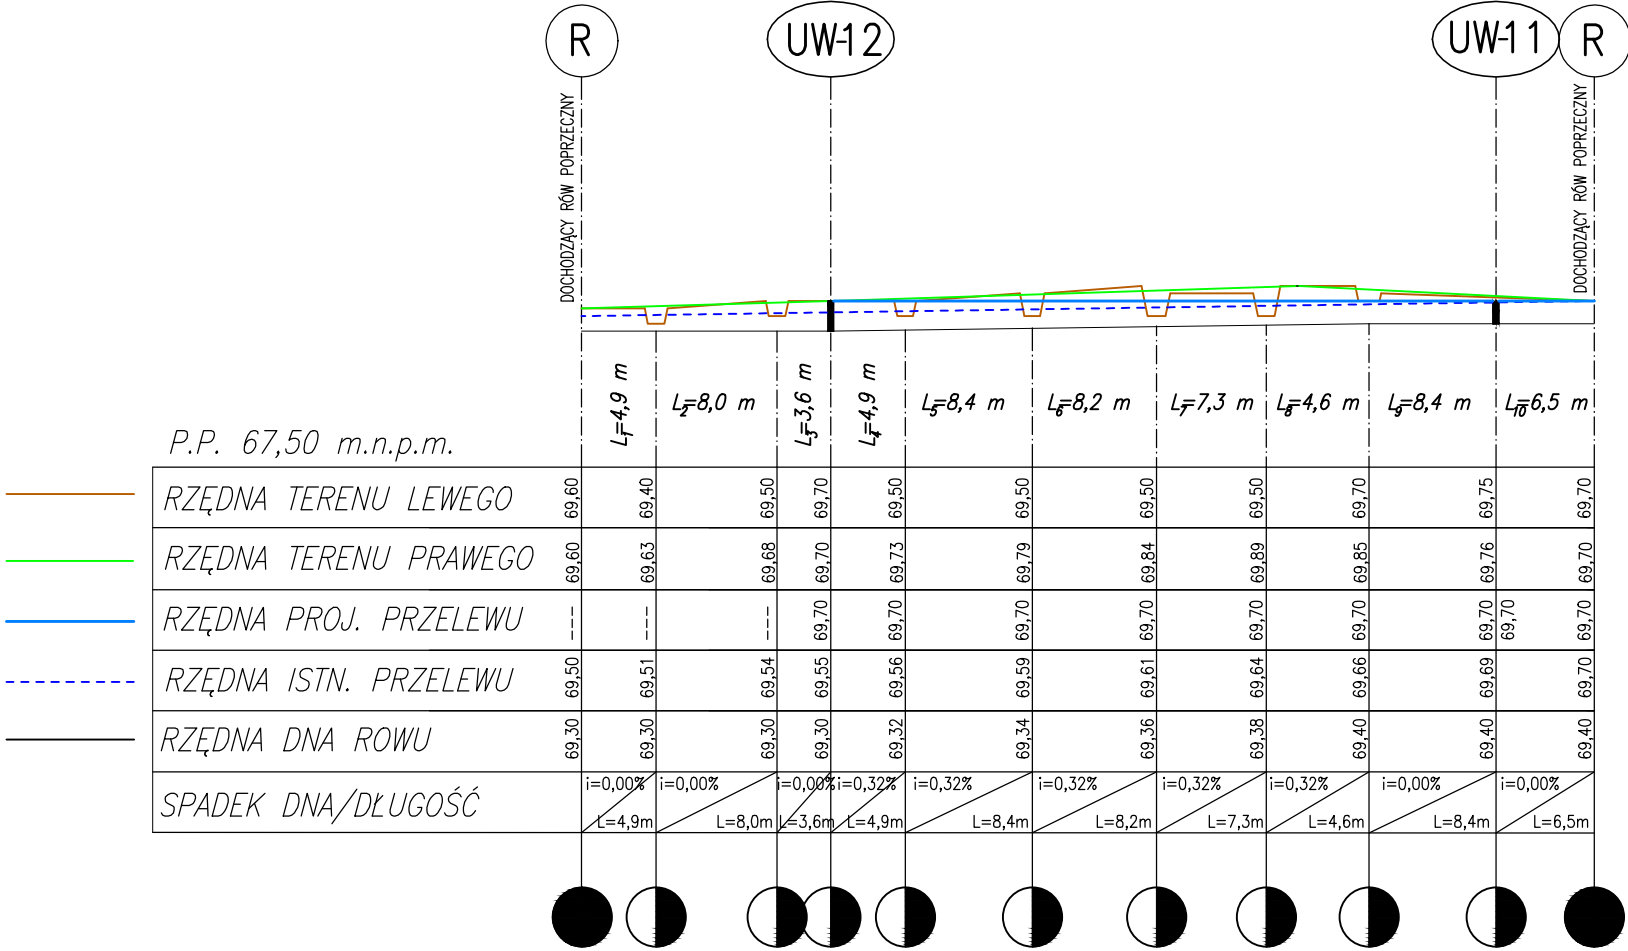 R UW-12 UW-11 R
DOCHODZĄCY RÓW POPRZECZNY
DOCHODZĄCY RÓW POPRZECZNY
L1=4,9 m L2=8,0 m L3=3,6 m L4=4,9 m L5=8,4 m L6=8,2 m L7=7,3 m L8=4,6 m L9=8,4 m L10=6,5 m
P.P. 67,50 m.n.p.m.
RZĘDNA TERENU LEWEGO 69,60 69,40 69,50 69,70 69,50 69,50 69,50 69,50 69,70 69,75 69,70
RZĘDNA TERENU PRAWEGO 69,60 69,63 69,68 69,70 69,73 69,79 69,84 69,89 69,85 69,76 69,70
RZĘDNA PROJ. PRZELEWU --- --- --- 69,70 69,70 69,70 69,70 69,70 69,70 69,70 69,70 69,70
RZĘDNA ISTN. PRZELEWU 69,50 69,51 69,54 69,55 69,56 69,59 69,61 69,64 69,66 69,69 69,70
RZĘDNA DNA ROWU 69,30 69,30 69,30 69,30 69,32 69,34 69,36 69,38 69,40 69,40 69,40
i=0,00% i=0,00% i=0,00% i=0,32% i=0,32% i=0,32% i=0,32% i=0,32% i=0,00% i=0,00%
SPADEK DNA/DŁUGOŚĆ
L=4,9m L=8,0m L=3,6m L=4,9m L=8,4m L=8,2m L=7,3m L=4,6m L=8,4m L=6,5m